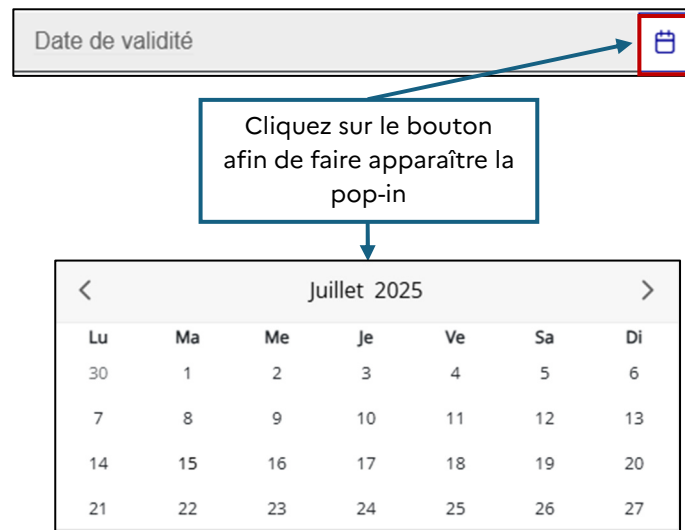 Date de validité
Cliquez sur le bouton
afin de faire apparaître la
pop-in
Juillet 2025
Lu Ma Me Je Ve Sa Di
30 1 2 3 4 5 6
7 8 9 10 11 12 13
14 15 16 17 18 19 20
21 22 23 24 25 26 27